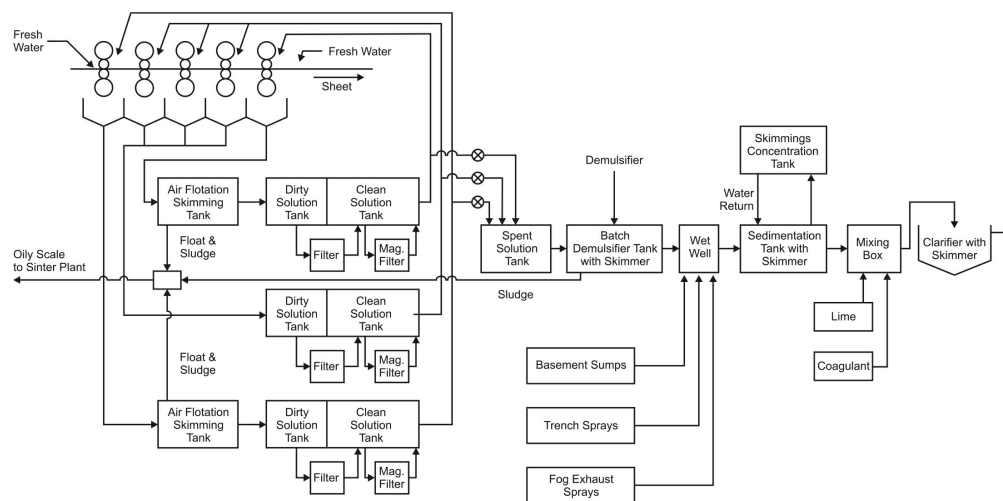 Fresh
Water
Fresh Water
Sheet
Air Flotation
Skimming
Tank
Dirty
Solution
Tank
Clean
Solution
Tank
Filter
Mag.
Filter
Float &
Sludge
Oily Scale
to Sinter Plant
Dirty
Solution
Tank
Clean
Solution
Tank
Filter
Mag.
Filter
Float &
Sludge
Air Flotation
Skimming
Tank
Dirty
Solution
Tank
Clean
Solution
Tank
Filter
Mag.
Filter
Spent
Solution
Tank
Demulsifier
Batch
Demulsifier Tank
with Skimmer
Sludge
Wet
Well
Skimmings
Concentration
Tank
Water
Return
Sedimentation
Tank with
Skimmer
Mixing
Box
Clarifier with
Skimmer
Lime
Coagulant
Basement Sumps
Trench Sprays
Fog Exhaust
Sprays